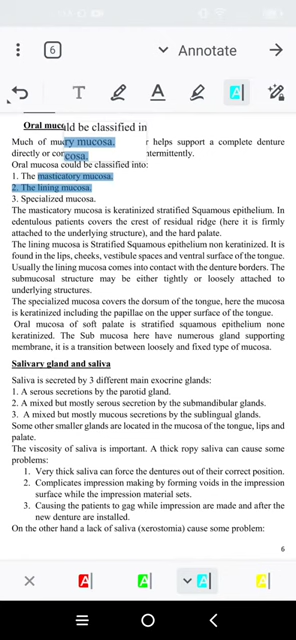 6
Annotate
T
A
A
Oral muc
ld be classified in
Much of muc
ry mucosa.
r helps support a complete denture
directly or cor
cosa.
ntermittently.
Oral mucosa could be classified into:
1. The masticatory mucosa.
2. The lining mucosa.
3. Specialized mucosa.
The masticatory mucosa is keratinized stratified Squamous epithelium. In
edentulous patients covers the crest of residual ridge (here it is firmly
attached to the underlying structure), and the hard palate.
The lining mucosa is Stratified Squamous epithelium non keratinized. It is
found in the lips, cheeks, vestibule spaces and ventral surface of the tongue.
Usually the lining mucosa comes into contact with the denture borders. The
submucosal structure may be either tightly or loosely attached to
underlying structures.
The specialized mucosa covers the dorsum of the tongue, here the mucosa
is keratinized including the papillae on the upper surface of the tongue.
Oral mucosa of soft palate is stratified squamous epithelium none
keratinized. The Sub mucosa here have numerous gland supporting
membrane, it is a transition between loosely and fixed type of mucosa.
Salivary gland and saliva
Saliva is secreted by 3 different main exocrine glands:
1. A serous secretions by the parotid gland.
2. A mixed but mostly serous secretion by the submandibular glands.
3. A mixed but mostly mucous secretions by the sublingual glands.
Some other smaller glands are located in the mucosa of the tongue, lips and
palate.
The viscosity of saliva is important. A thick ropy saliva can cause some
problems:
1. Very thick saliva can force the dentures out of their correct position.
2. Complicates impression making by forming voids in the impression
surface while the impression material sets.
3. Causing the patients to gag while impression are made and after the
new denture are installed.
On the other hand a lack of saliva (xerostomia) cause some problem:
6
A
A
A
A